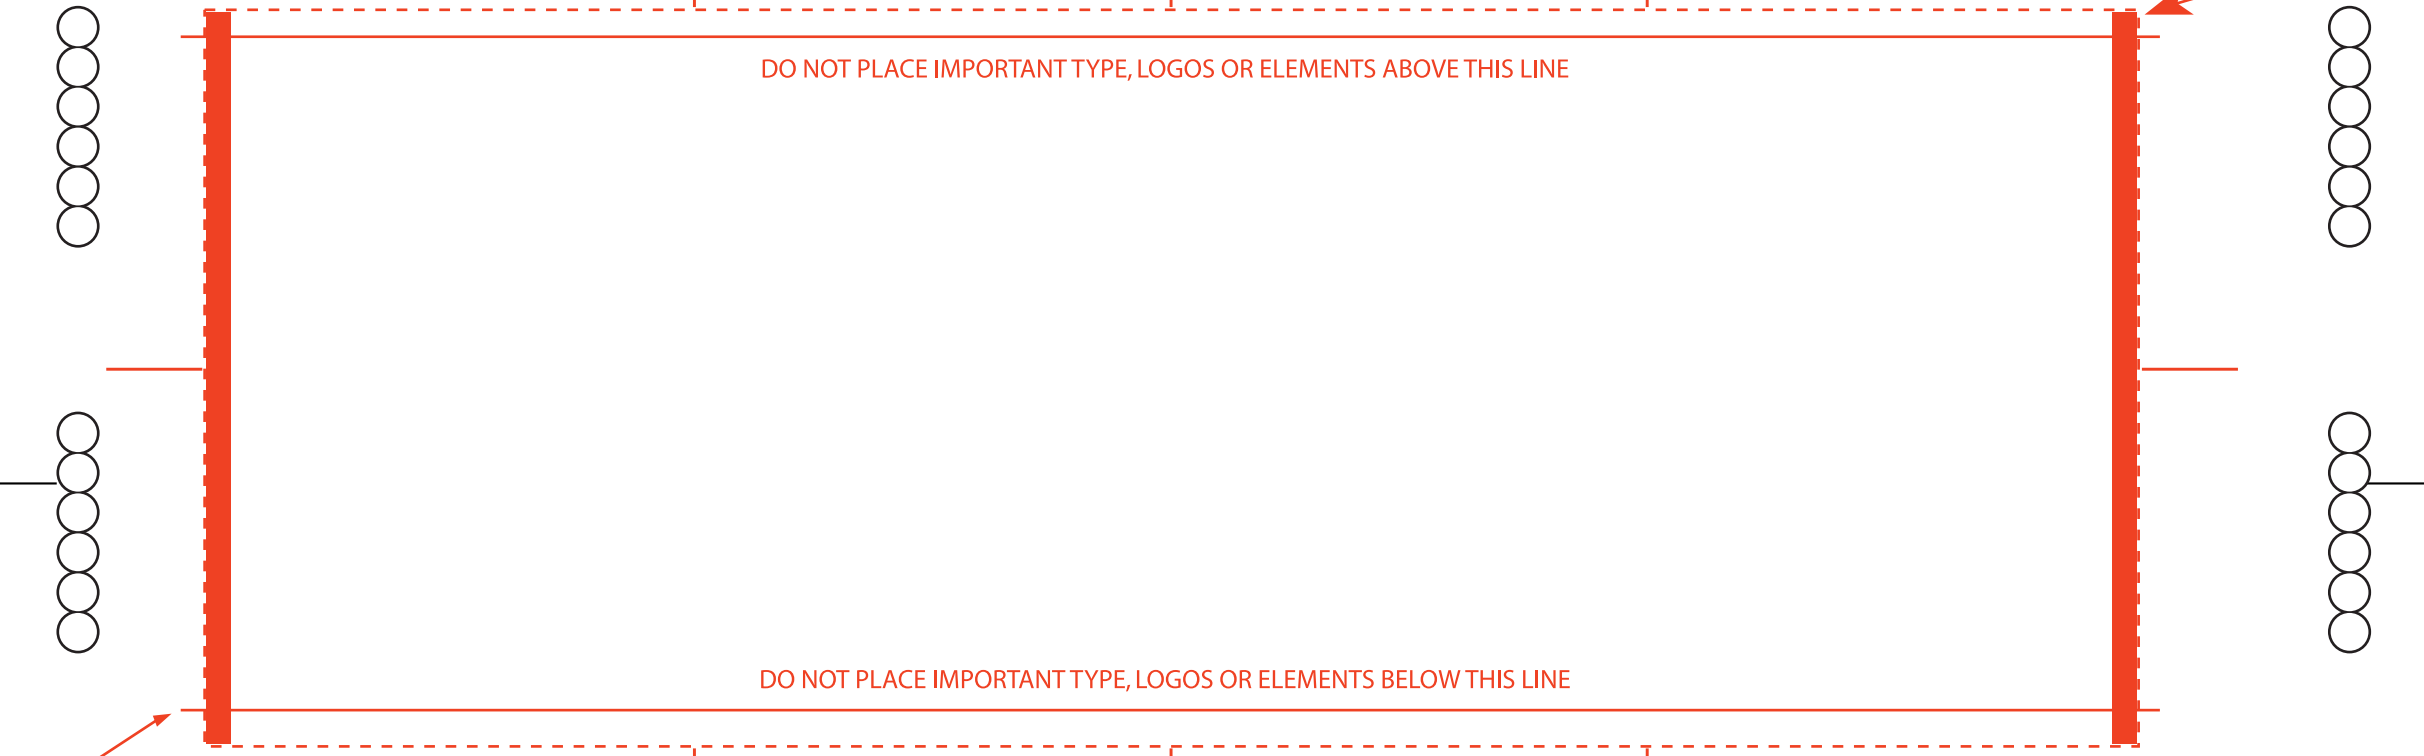 DO NOT PLACE IMPORTANT TYPE, LOGOS OR ELEMENTS ABOVE THIS LINE
DO NOT PLACE IMPORTANT TYPE, LOGOS OR ELEMENTS BELOW THIS LINE